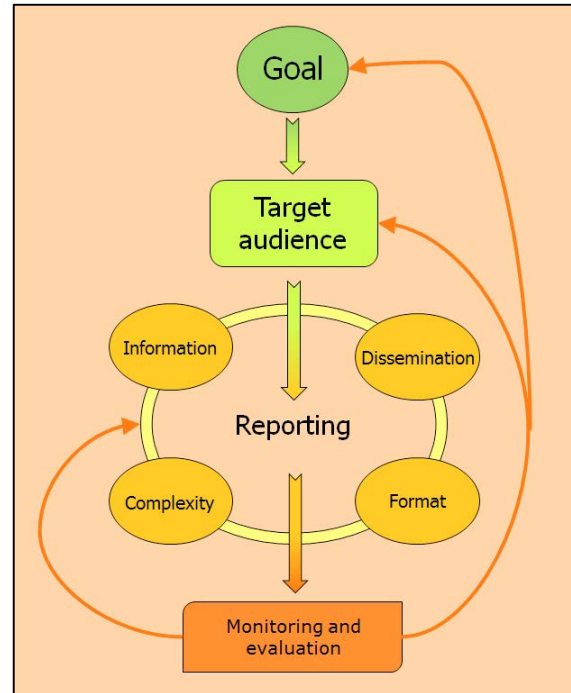 Goal
Target
audience
Information
Dissemination
Reporting
Complexity
Format
Monitoring and
evaluation